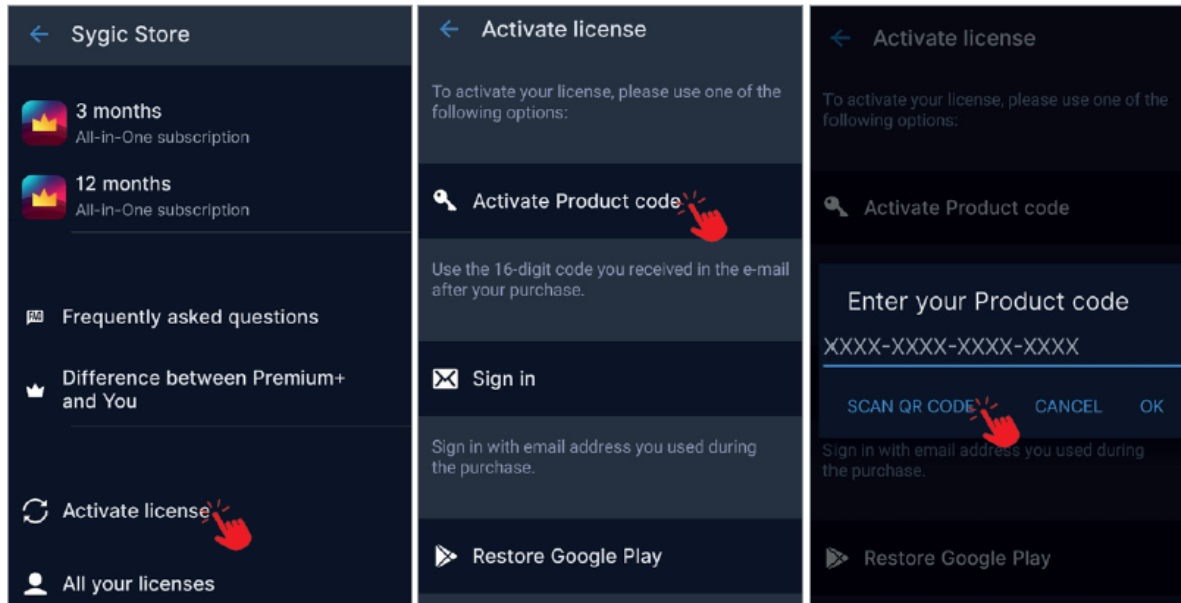 Sygic Store
3 months
All-in-One subscription
12 months
All-in-One subscription
FAQ
Frequently asked questions
Difference between Premium+
and You
Activate license
All your licenses
Activate license
To activate your license, please use one of the
following options:
Activate Product code
Use the 16-digit code you received in the e-mail
after your purchase.
Sign in
Sign in with email address you used during
the purchase.
Restore Google Play
Activate license
To activate your license, please use one of the
following options:
Activate Product code
Enter your Product code
XXXX-XXXX-XXXX-XXXX
SCAN QR CODE CANCEL OK
Sign in with email address you used during
the purchase.
Restore Google Play